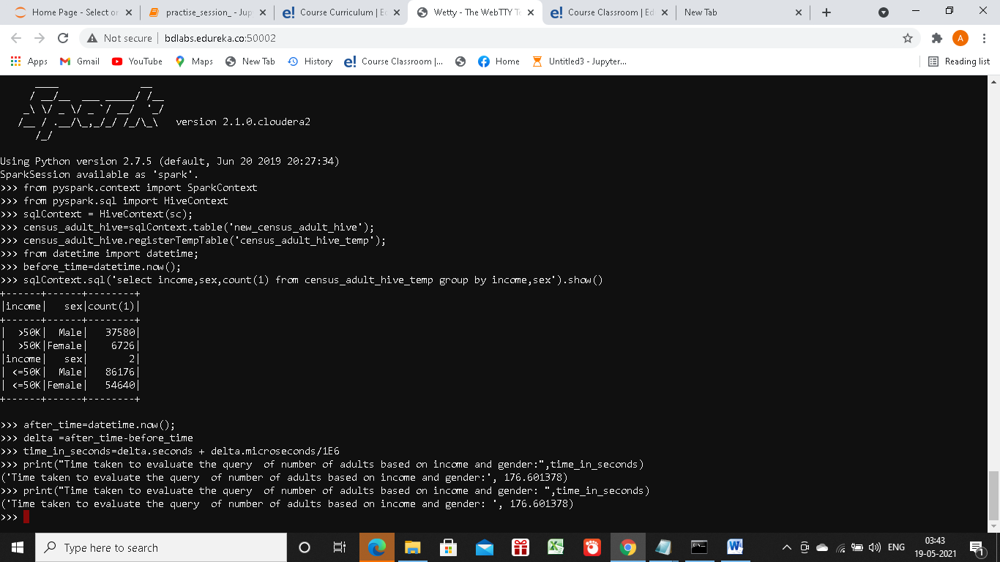 Home Page - Select or
practise_session_ - Jup
Course Curriculum | Ed
Wetty - The WebTTY Te
Course Classroom | Ed
New Tab
Not secure
bdlabs.edureka.co:50002
A
Apps
Gmail
YouTube
Maps
New Tab
History
Course Classroom |...
Home
Untitled3 - Jupyter...
Reading list
version 2.1.0.cloudera2
Using Python version 2.7.5 (default, Jun 20 2019 20:27:34)
SparkSession available as 'spark'.
>>> from pyspark.context import SparkContext
>>> from pyspark.sql import HiveContext
>>> sqlContext = HiveContext(sc);
>>> census_adult_hive=sqlContext.table('new_census_adult_hive');
>>> census_adult_hive.registerTempTable('census_adult_hive_temp');
>>> from datetime import datetime;
>>> before_time=datetime.now();
>>> sqlContext.sql('select income,sex,count(1) from census_adult_hive_temp group by income,sex').show()
+------+------+--------+
|income|   sex|count(1)|
+------+------+--------+
|  >50K|  Male|   37580|
|  >50K|Female|    6726|
|income|   sex|       2|
| <=50K|  Male|   86176|
| <=50K|Female|   54640|
+------+------+--------+
>>> after_time=datetime.now();
>>> delta =after_time-before_time
>>> time_in_seconds=delta.seconds + delta.microseconds/1E6
>>> print("Time taken to evaluate the query  of number of adults based on income and gender:",time_in_seconds)
('Time taken to evaluate the query  of number of adults based on income and gender:', 176.601378)
>>> print("Time taken to evaluate the query  of number of adults based on income and gender: ",time_in_seconds)
('Time taken to evaluate the query  of number of adults based on income and gender: ', 176.601378)
>>>
Type here to search
ENG
03:43
19-05-2021
1